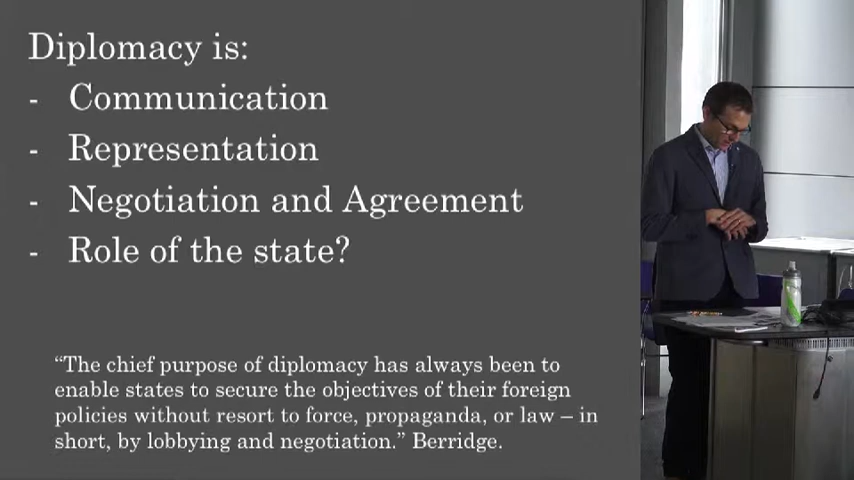 Diplomacy is:
- Communication
- Representation
- Negotiation and Agreement
- Role of the state?
“The chief purpose of diplomacy has always been to
enable states to secure the objectives of their foreign
policies without resort to force, propaganda, or law – in
short, by lobbying and negotiation.” Berridge.